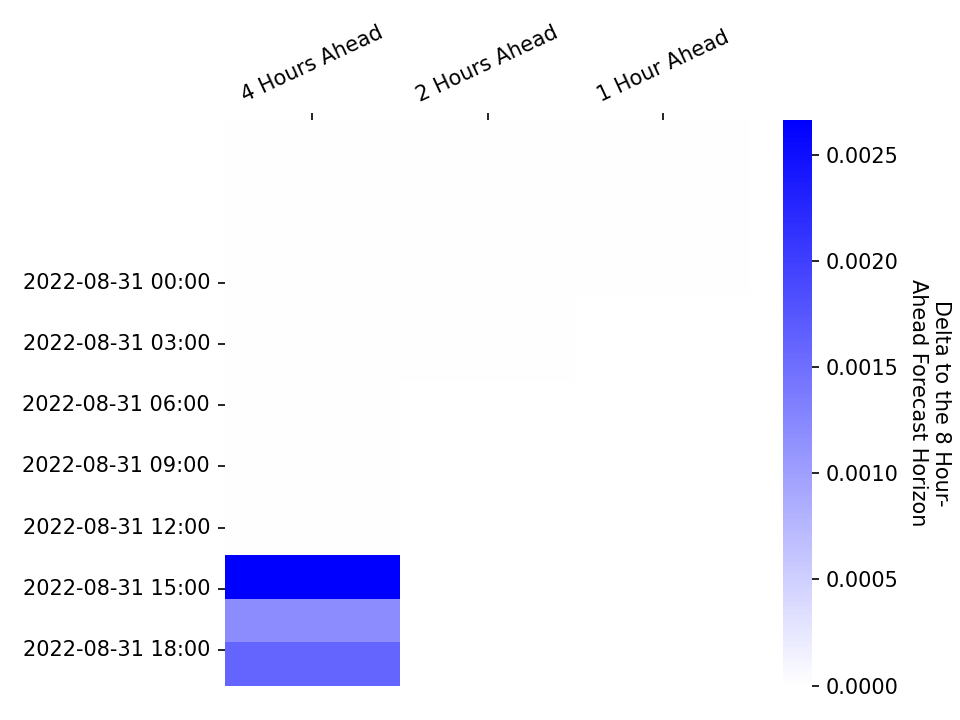 4 Hours Ahead
2 Hours Ahead
1 Hour Ahead
2022-08-31 00:00
2022-08-31 03:00
2022-08-31 06:00
2022-08-31 09:00
2022-08-31 12:00
2022-08-31 15:00
2022-08-31 18:00
0.0025
0.0020
0.0015
0.0010
0.0005
0.0000
Delta to the 8 Hour-
Ahead Forecast Horizon